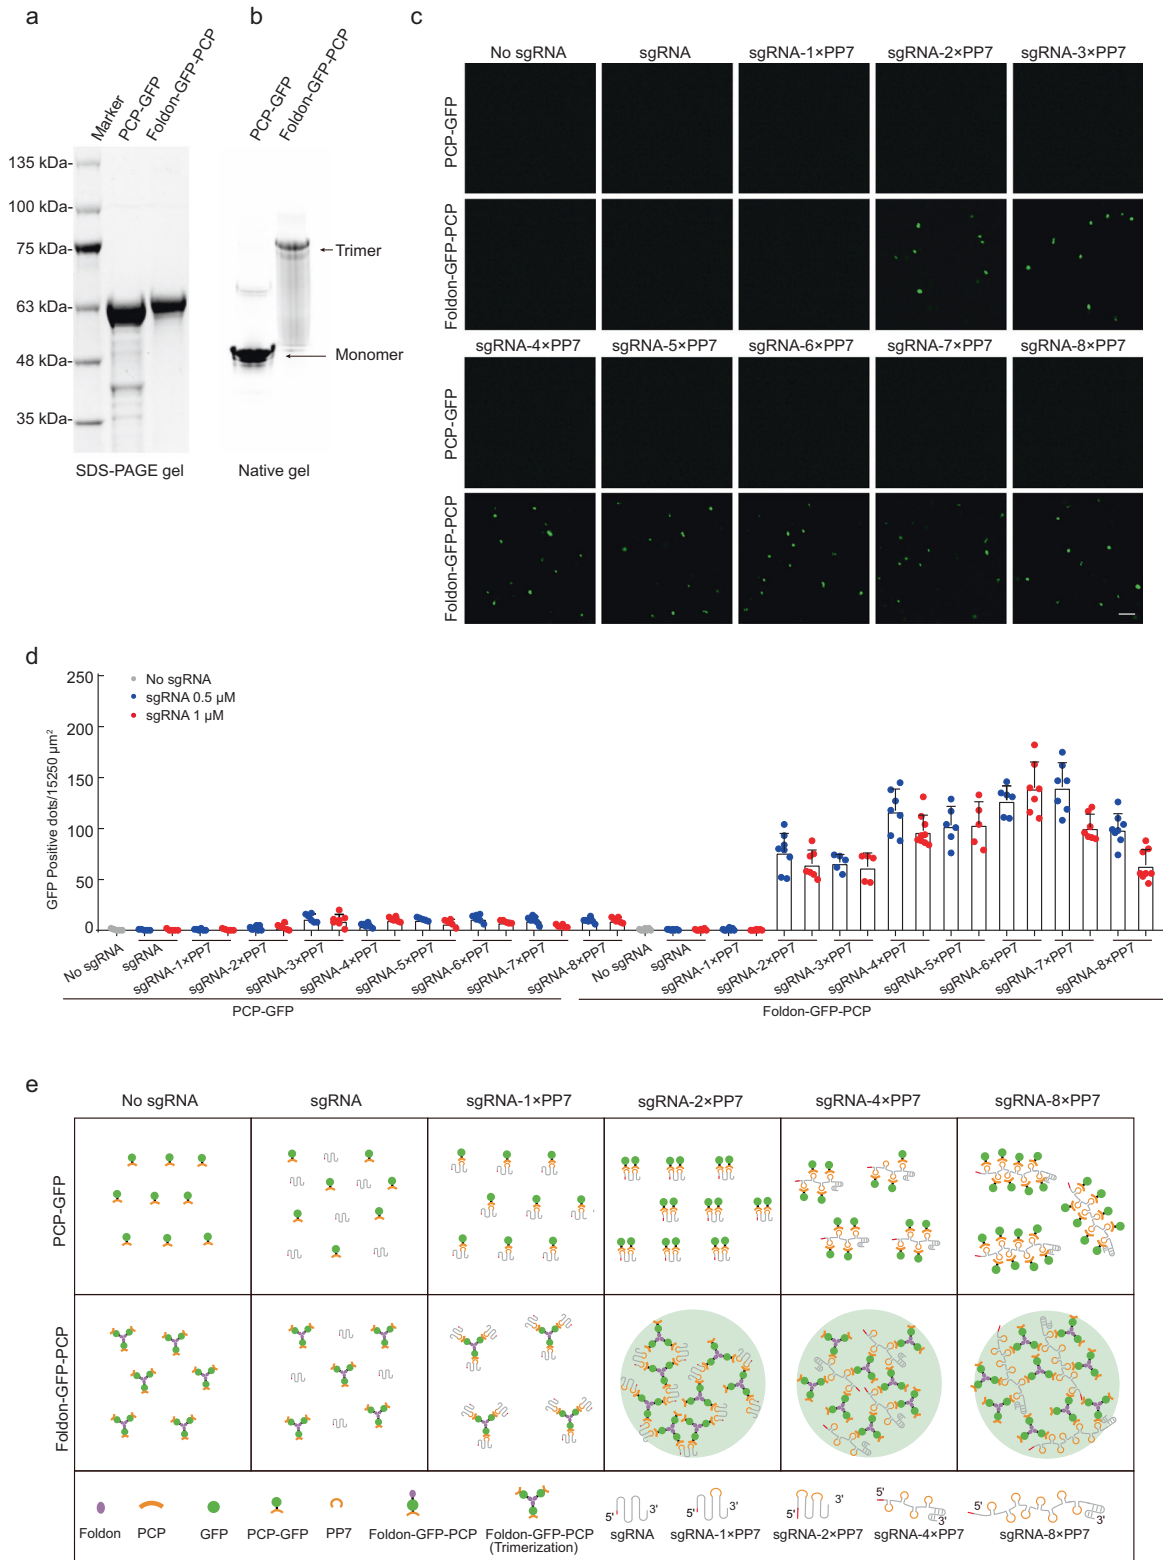 a
b
c
Marker
PCP-GFP
Foldon-GFP-PCP
PCP-GFP
Foldon-GFP-PCP
135 kDa-
100 kDa-
75 kDa-
63 kDa-
48 kDa-
35 kDa-
Trimer
Monomer
SDS-PAGE gel
Native gel
No sgRNA
sgRNA
sgRNA-1×PP7
sgRNA-2×PP7
sgRNA-3×PP7
PCP-GFP
Foldon-GFP-PCP
sgRNA-4×PP7
sgRNA-5×PP7
sgRNA-6×PP7
sgRNA-7×PP7
sgRNA-8×PP7
PCP-GFP
Foldon-GFP-PCP
d
GFP Positive dots/15250 µm²
250
200
150
100
50
0
No sgRNA
sgRNA 0.5 µM
sgRNA 1 µM
No sgRNA
sgRNA
sgRNA-1×PP7
sgRNA-2×PP7
sgRNA-3×PP7
sgRNA-4×PP7
sgRNA-5×PP7
sgRNA-6×PP7
sgRNA-7×PP7
sgRNA-8×PP7
No sgRNA
sgRNA
sgRNA-1×PP7
sgRNA-2×PP7
sgRNA-3×PP7
sgRNA-4×PP7
sgRNA-5×PP7
sgRNA-6×PP7
sgRNA-7×PP7
sgRNA-8×PP7
PCP-GFP
Foldon-GFP-PCP
e
No sgRNA
sgRNA
sgRNA-1×PP7
sgRNA-2×PP7
sgRNA-4×PP7
sgRNA-8×PP7
PCP-GFP
Foldon-GFP-PCP
Foldon
PCP
GFP
PCP-GFP
PP7
Foldon-GFP-PCP
Foldon-GFP-PCP
(Trimerization)
5'
3'
sgRNA
5'
3'
sgRNA-1×PP7
5'
3'
sgRNA-2×PP7
5'
3'
sgRNA-4×PP7
5'
3'
sgRNA-8×PP7